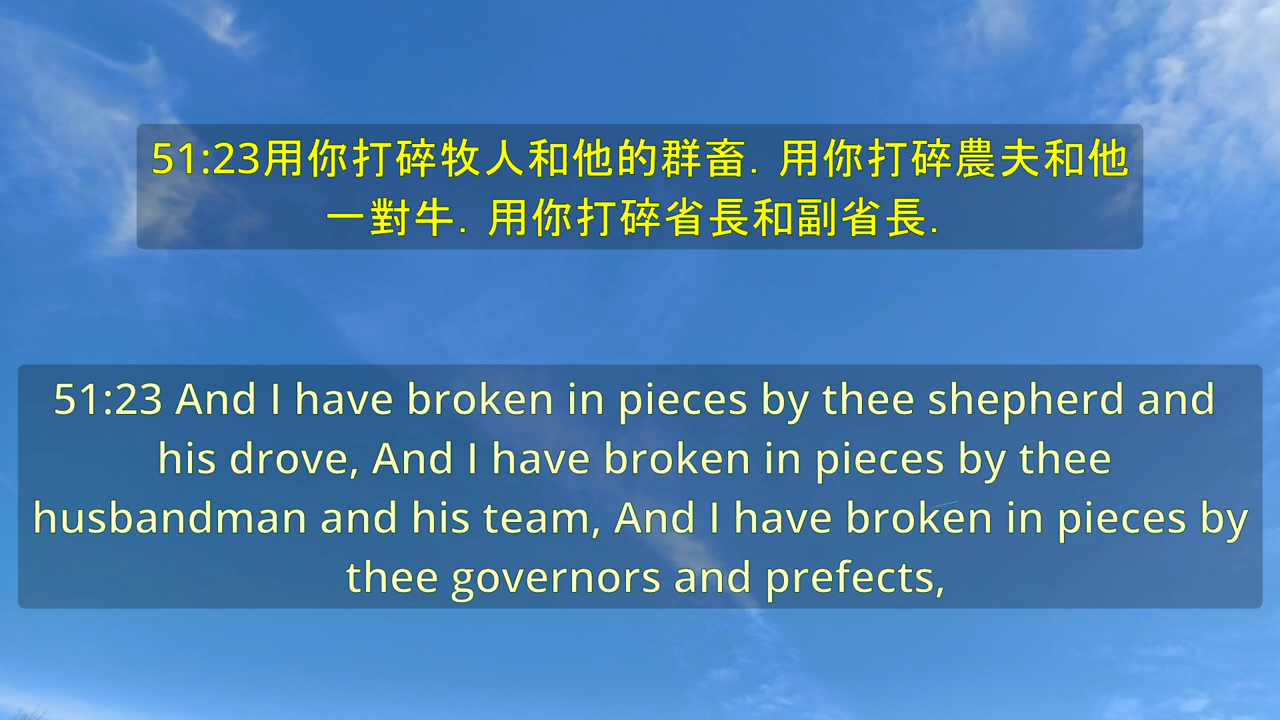 51:23用你打碎牧人和他的群畜. 用你打碎農夫和他
一對牛. 用你打碎省長和副省長.
51:23 And I have broken in pieces by thee shepherd and
his drove, And I have broken in pieces by thee
husbandman and his team, And I have broken in pieces by
thee governors and prefects,